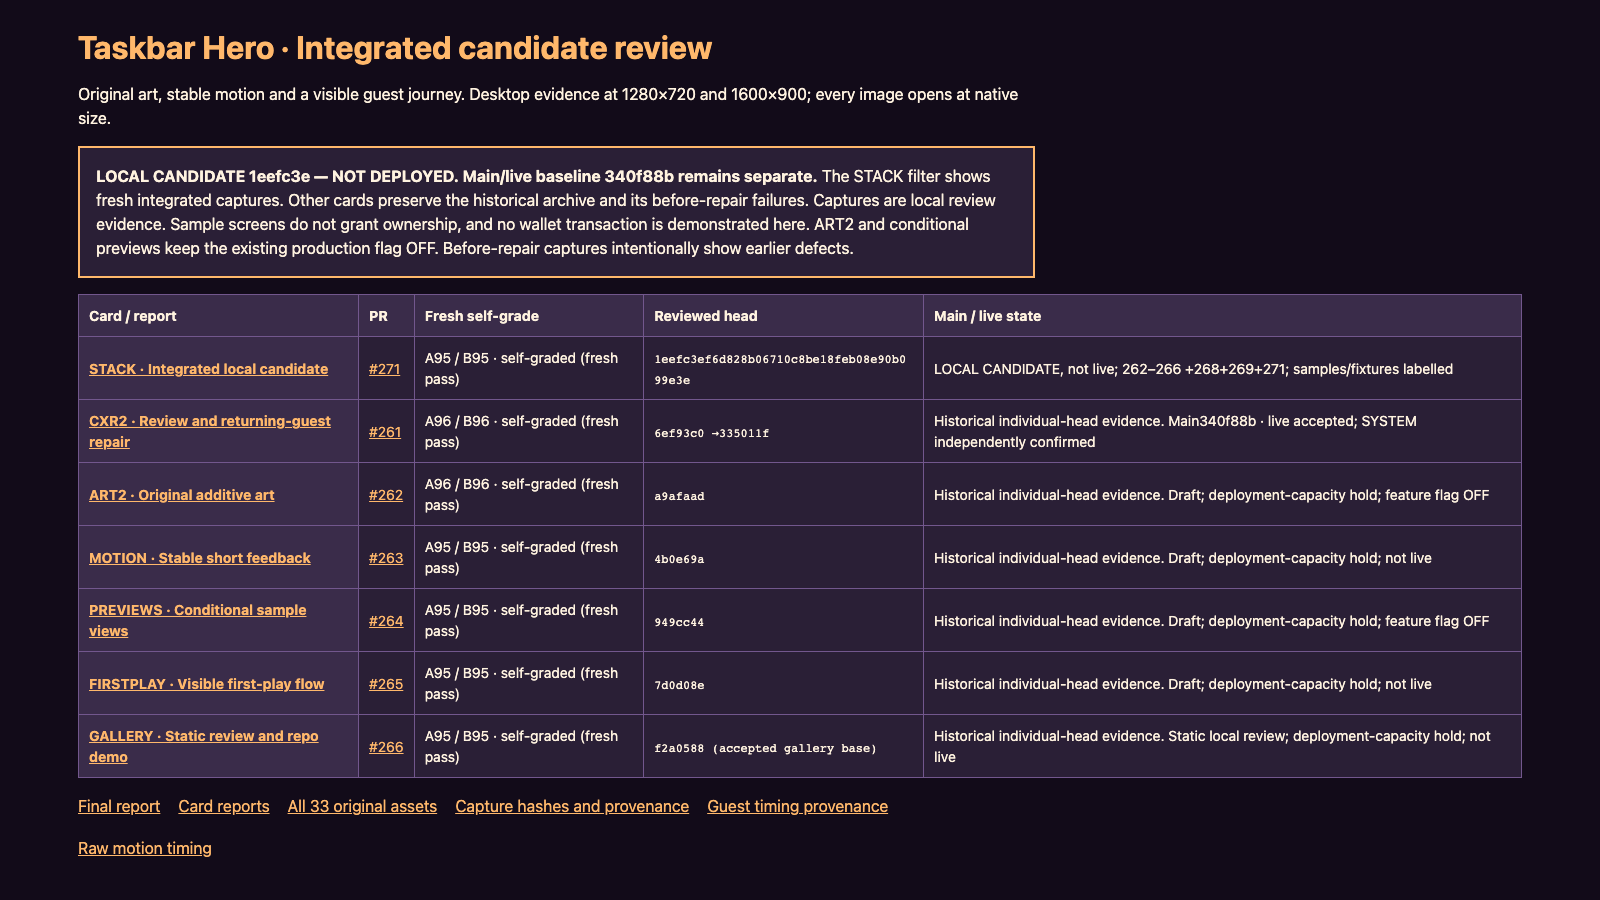 Taskbar Hero · Integrated candidate review
Original art, stable motion and a visible guest journey. Desktop evidence at 1280×720 and 1600×900; every image opens at native
size.
LOCAL CANDIDATE 1eefc3e — NOT DEPLOYED. Main/live baseline 340f88b remains separate. The STACK filter shows
fresh integrated captures. Other cards preserve the historical archive and its before-repair failures. Captures are local review
evidence. Sample screens do not grant ownership, and no wallet transaction is demonstrated here. ART2 and conditional
previews keep the existing production flag OFF. Before-repair captures intentionally show earlier defects.
Card / report PR Fresh self-grade Reviewed head Main / live state
STACK · Integrated local candidate #271 A95 / B95 · self-graded (fresh
pass) 1eefc3ef6d828b06710c8be18feb08e90b0
99e3e LOCAL CANDIDATE, not live; 262–266 +268+269+271; samples/fixtures labelled
CXR2 · Review and returning-guest
repair #261 A96 / B96 · self-graded (fresh
pass) 6ef93c0 →335011f Historical individual-head evidence. Main340f88b · live accepted; SYSTEM
independently confirmed
ART2 · Original additive art #262 A96 / B96 · self-graded (fresh
pass) a9afaad Historical individual-head evidence. Draft; deployment-capacity hold; feature flag OFF
MOTION · Stable short feedback #263 A95 / B95 · self-graded (fresh
pass) 4b0e69a Historical individual-head evidence. Draft; deployment-capacity hold; not live
PREVIEWS · Conditional sample
views #264 A95 / B95 · self-graded (fresh
pass) 949cc44 Historical individual-head evidence. Draft; deployment-capacity hold; feature flag OFF
FIRSTPLAY · Visible first-play flow #265 A95 / B95 · self-graded (fresh
pass) 7d0d08e Historical individual-head evidence. Draft; deployment-capacity hold; not live
GALLERY · Static review and repo
demo #266 A95 / B95 · self-graded (fresh
pass) f2a0588 (accepted gallery base) Historical individual-head evidence. Static local review; deployment-capacity hold; not
live
Final report Card reports All 33 original assets Capture hashes and provenance Guest timing provenance
Raw motion timing